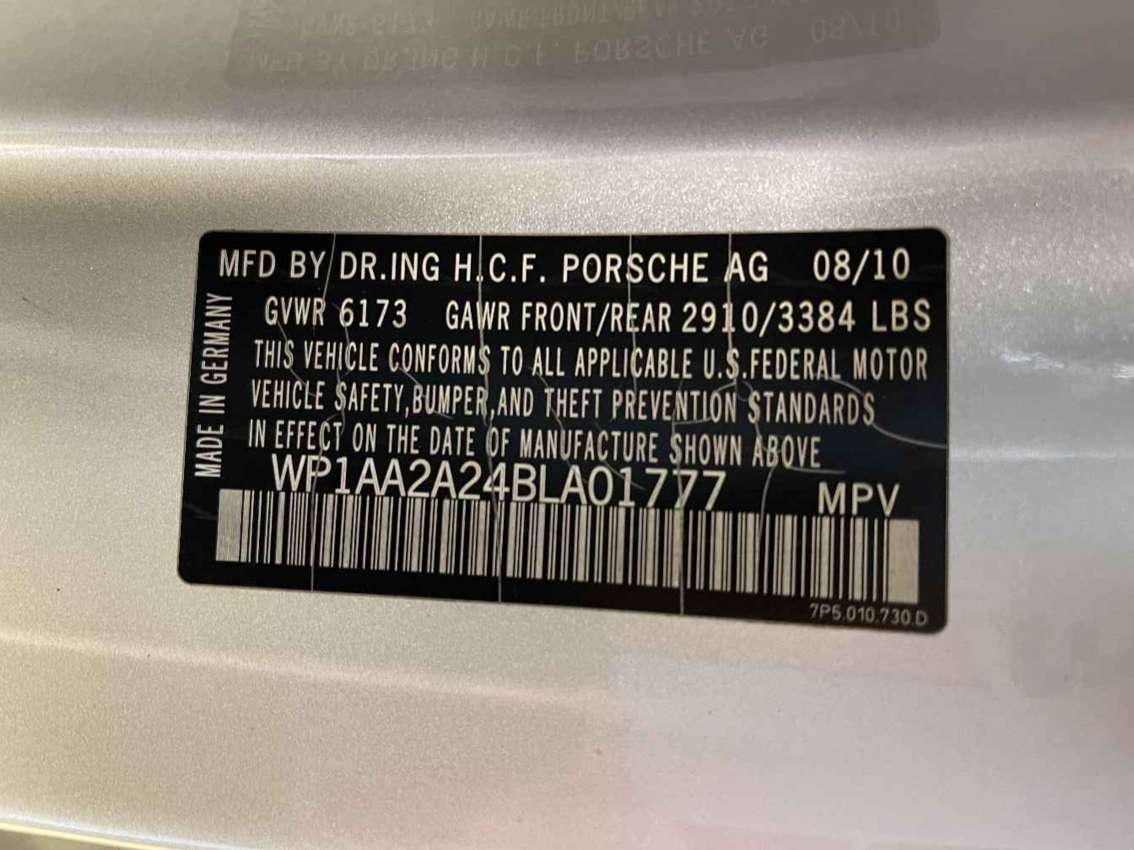 MFD BY DR.ING H.C.F. PORSCHE AG 08/10
GVWR 6173 GAWR FRONT/REAR 2910/3384 LBS
THIS VEHICLE CONFORMS TO ALL APPLICABLE U.S.FEDERAL MOTOR
VEHICLE SAFETY,BUMPER,AND THEFT PREVENTION STANDARDS
IN EFFECT ON THE DATE OF MANUFACTURE SHOWN ABOVE
WP1AA2A24BLA01777 MPV
7P5.010.730.D
MADE IN GERMANY